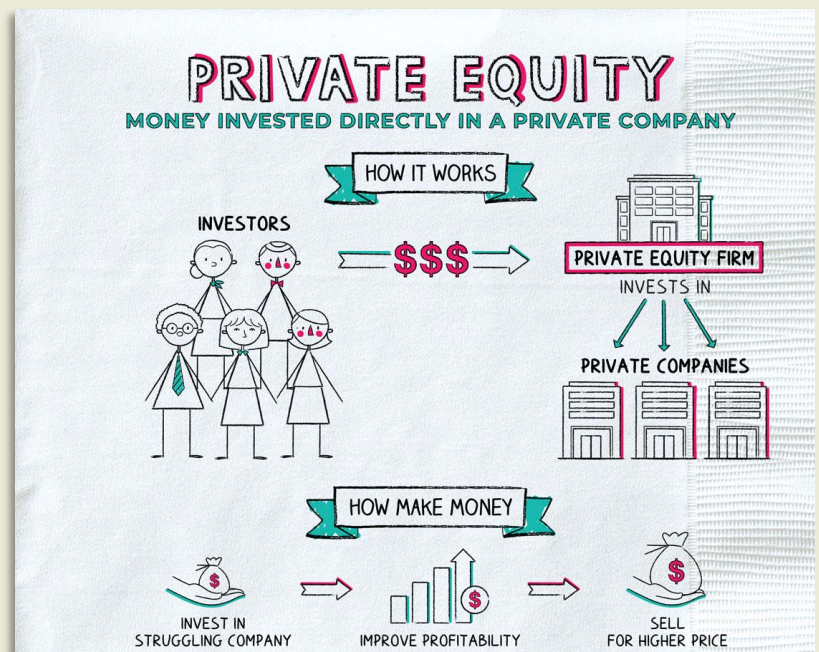 PRIVATE EQUITY
MONEY INVESTED DIRECTLY IN A PRIVATE COMPANY
HOW IT WORKS
INVESTORS
$$$
PRIVATE EQUITY FIRM
INVESTS IN
PRIVATE COMPANIES
HOW MAKE MONEY
$
$
$
INVEST IN
STRUGGLING COMPANY
IMPROVE PROFITABILITY
SELL
FOR HIGHER PRICE